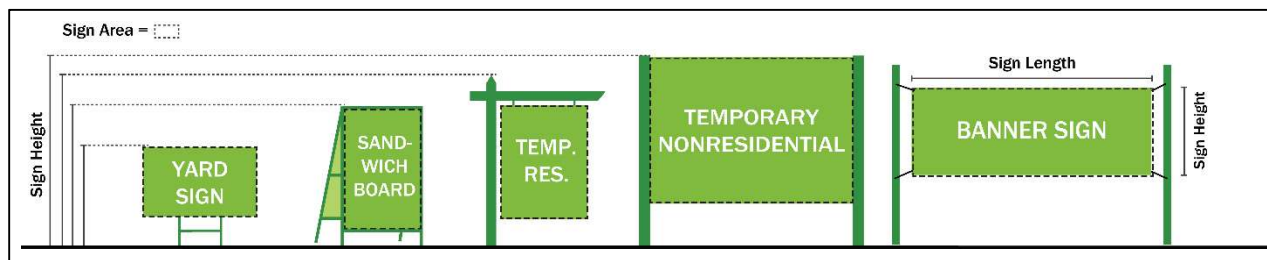 Sign Area =
Sign Height
YARD
SIGN
SAND-
WICH
BOARD
TEMP.
RES.
TEMPORARY
NONRESIDENTIAL
Sign Length
BANNER SIGN
Sign Height